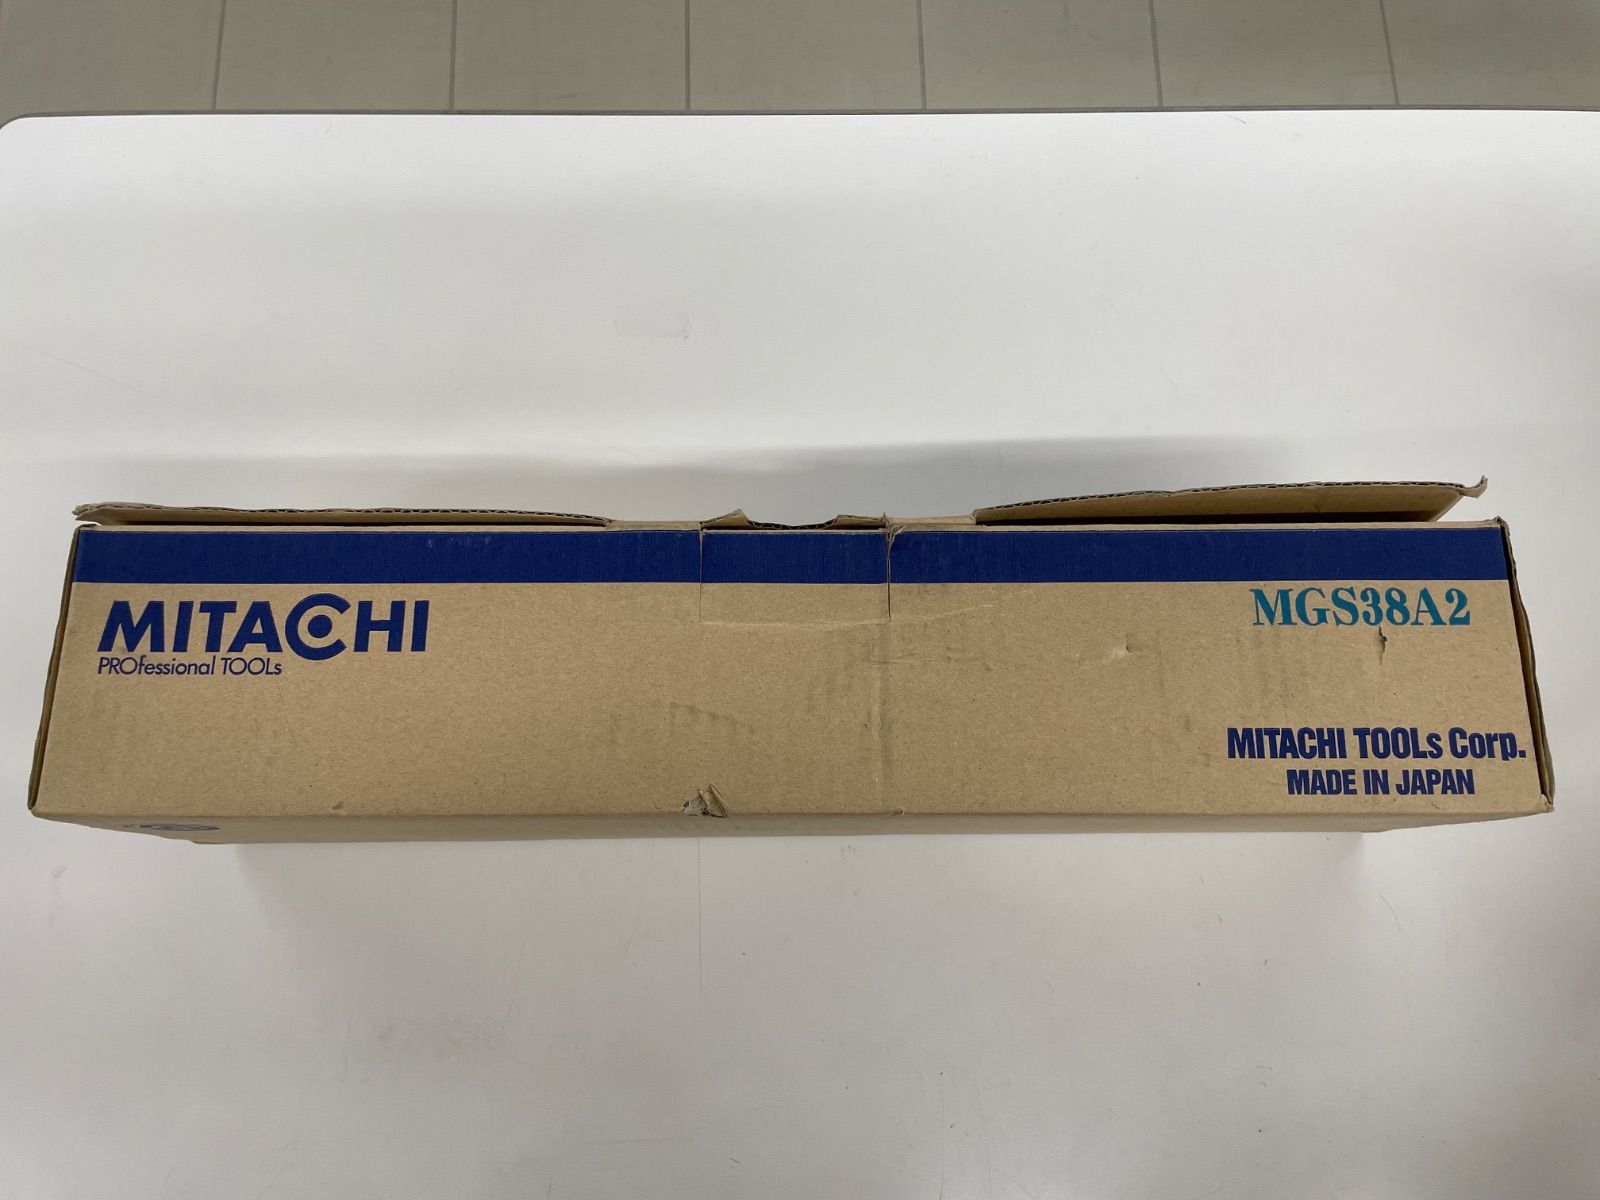 MITACHI
PROfessional TOOLs
MGS38A2
MITACHI TOOLs Corp.
MADE IN JAPAN